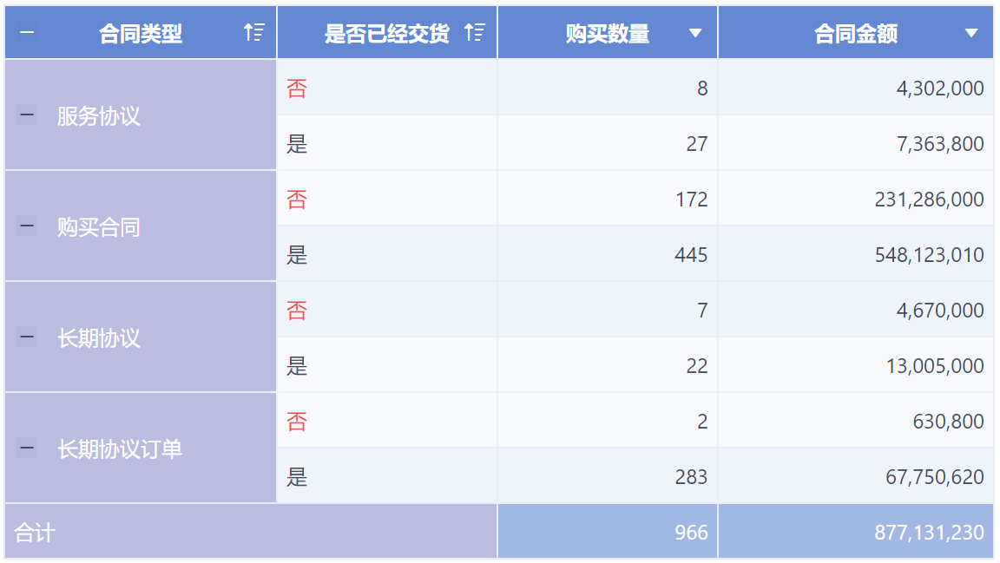 合同类型 是否已经交货 购买数量 合同金额
服务协议 否 8 4,302,000
是 27 7,363,800
购买合同 否 172 231,286,000
是 445 548,123,010
长期协议 否 7 4,670,000
是 22 13,005,000
长期协议订单 否 2 630,800
是 283 67,750,620
合计 966 877,131,230